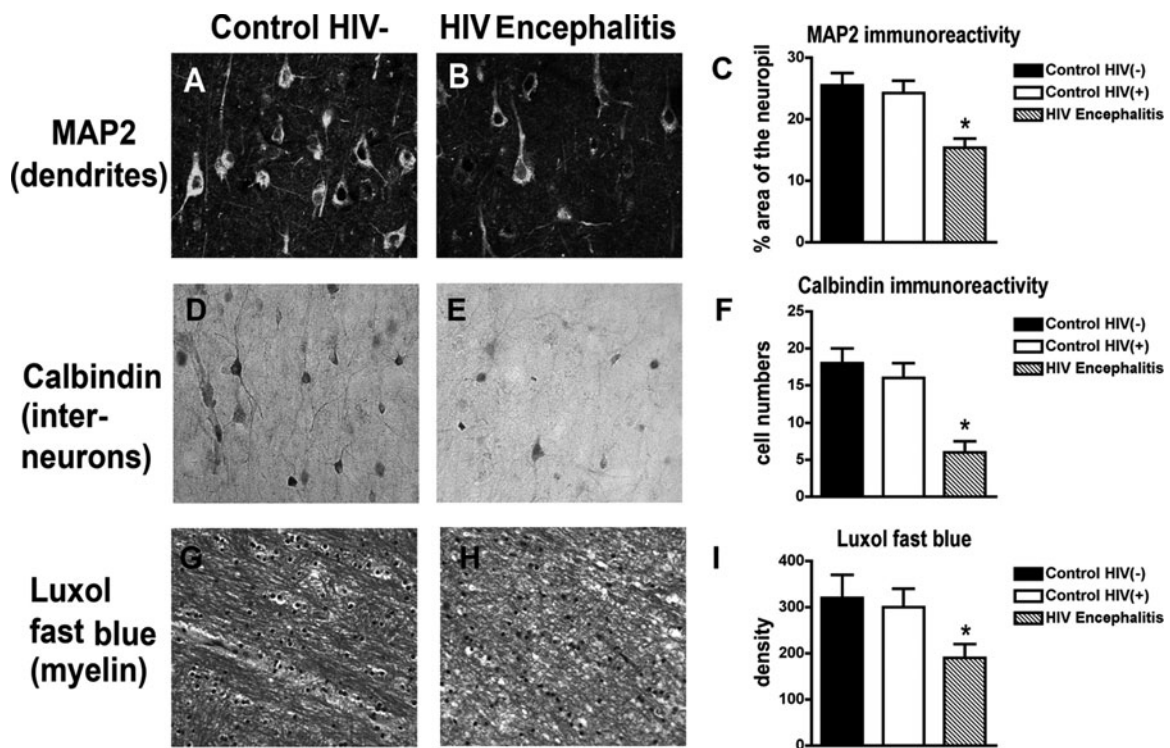 Control HIV-
HIV Encephalitis
MAP2
(dendrites)
A
B
C
MAP2 immunoreactivity
% area of the neuropil
30
20
10
0
*
Control HIV(-)
Control HIV(+)
HIV Encephalitis
Calbindin
(inter-
neurons)
D
E
F
Calbindin immunoreactivity
cell numbers
25
20
15
10
5
0
*
Control HIV(-)
Control HIV(+)
HIV Encephalitis
Luxol
fast blue
(myelin)
G
H
I
Luxol fast blue
density
400
300
200
100
0
*
Control HIV(-)
Control HIV(+)
HIV Encephalitis